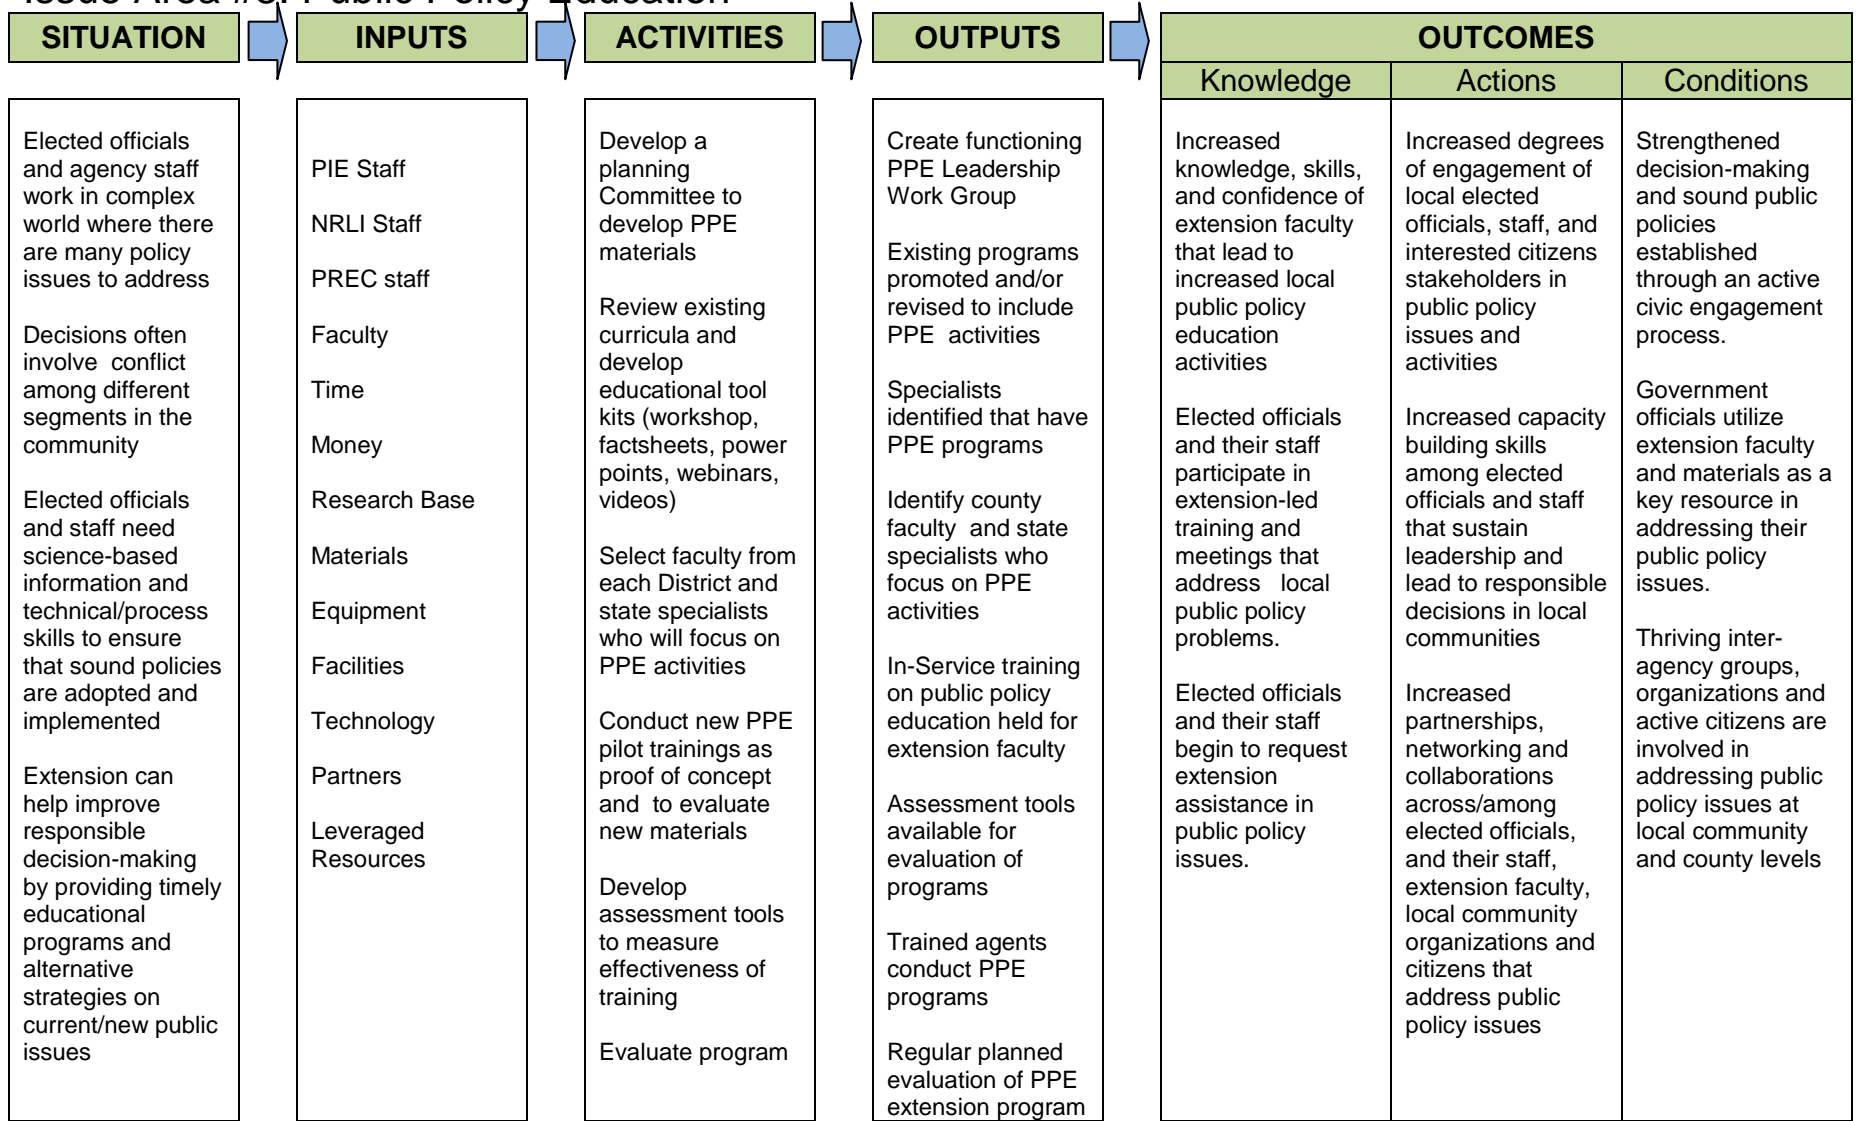 Public Policy Education
SITUATION
INPUTS
ACTIVITIES
OUTPUTS
OUTCOMES
Knowledge
Actions
Conditions
Elected officials
and agency staff
work in complex
world where there
are many policy
issues to address
Decisions often
involve conflict
among different
segments in the
community
Elected officials
and staff need
science-based
information and
technical/process
skills to ensure
that sound policies
are adopted and
implemented
Extension can
help improve
responsible
decision-making
by providing timely
educational
programs and
alternative
strategies on
current/new public
issues
PIE Staff
NRLI Staff
PREC staff
Faculty
Time
Money
Research Base
Materials
Equipment
Facilities
Technology
Partners
Leveraged
Resources
Develop a
planning
Committee to
develop PPE
materials
Review existing
curricula and
develop
educational tool
kits (workshop,
factsheets, power
points, webinars,
videos)
Select faculty from
each District and
state specialists
who will focus on
PPE activities
Conduct new PPE
pilot trainings as
proof of concept
and to evaluate
new materials
Develop
assessment tools
to measure
effectiveness of
training
Evaluate program
Create functioning
PPE Leadership
Work Group
Existing programs
promoted and/or
revised to include
PPE activities
Specialists
identified that have
PPE programs
Identify county
faculty and state
specialists who
focus on PPE
activities
In-Service training
on public policy
education held for
extension faculty
Assessment tools
available for
evaluation of
programs
Trained agents
conduct PPE
programs
Regular planned
evaluation of PPE
extension program
Increased
knowledge, skills,
and confidence of
extension faculty
that lead to
increased local
public policy
education
activities
Elected officials
and their staff
participate in
extension-led
training and
meetings that
address local
public policy
problems.
Elected officials
and their staff
begin to request
extension
assistance in
public policy
issues.
Increased degrees
of engagement of
local elected
officials, staff, and
interested citizens
stakeholders in
public policy
issues and
activities
Increased capacity
building skills
among elected
officials and staff
that sustain
leadership and
lead to responsible
decisions in local
communities
Increased
partnerships,
networking and
collaborations
across/among
elected officials,
and their staff,
extension faculty,
local community
organizations and
citizens that
address public
policy issues
Strengthened
decision-making
and sound public
policies
established
through an active
civic engagement
process.
Government
officials utilize
extension faculty
and materials as a
key resource in
addressing their
public policy
issues.
Thriving inter-
agency groups,
organizations and
active citizens are
involved in
addressing public
policy issues at
local community
and county levels